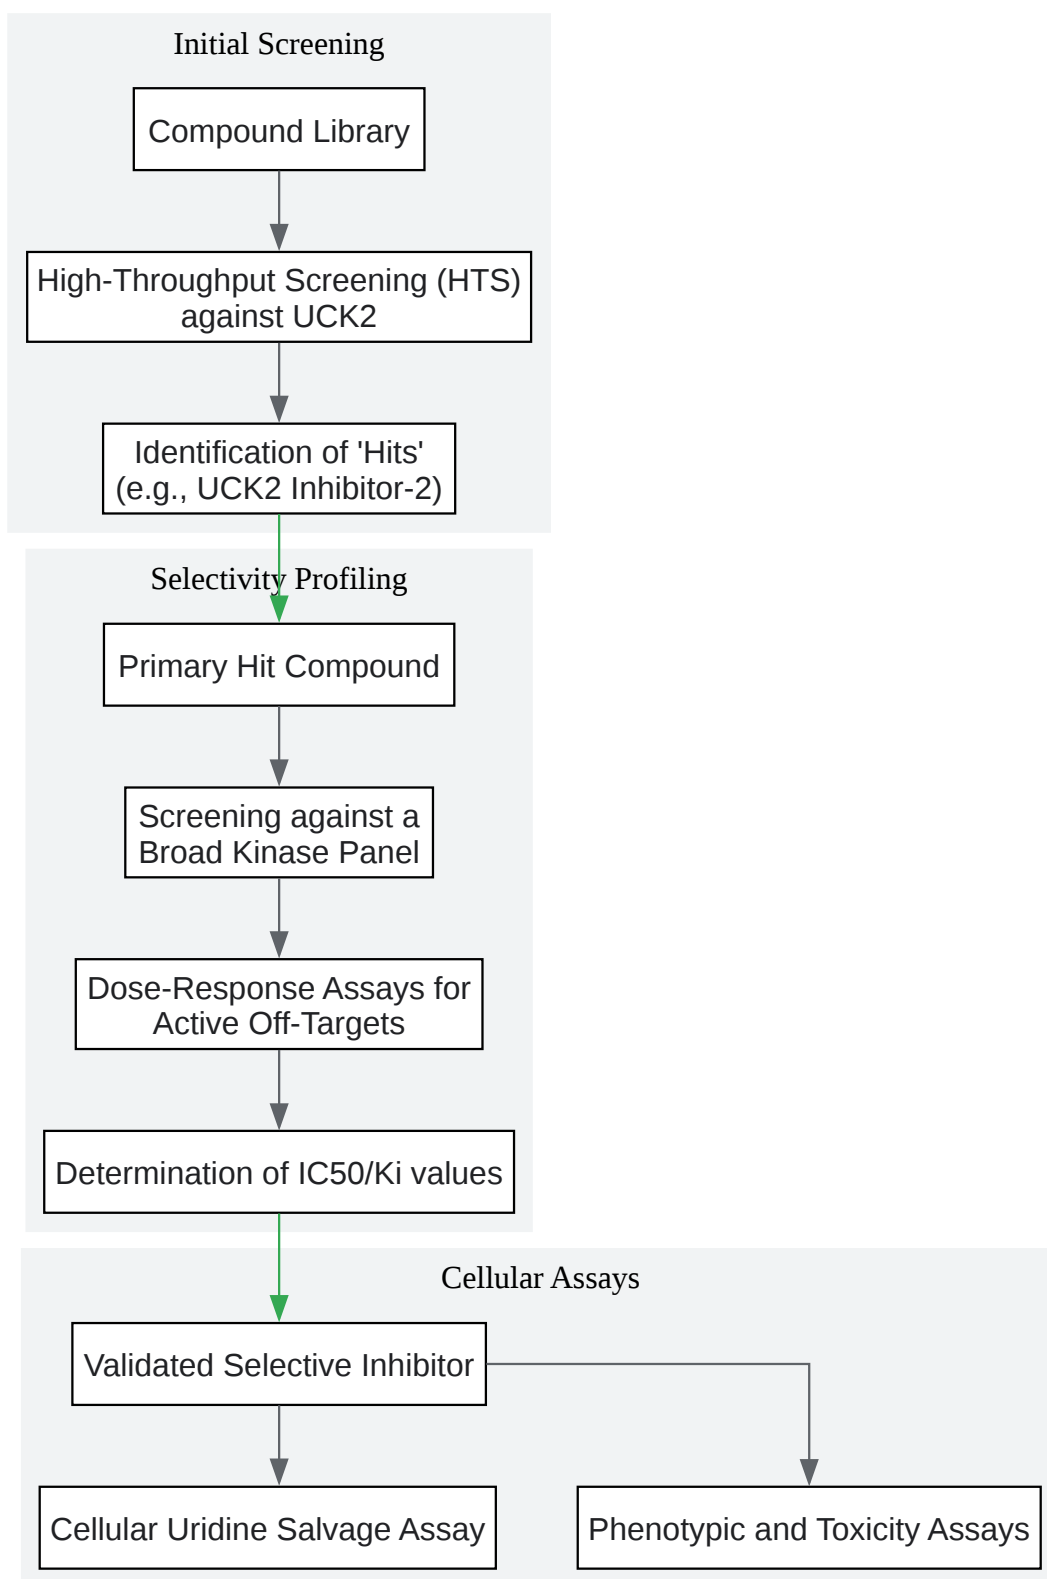 Initial Screening
Compound Library
High-Throughput Screening (HTS)
against UCK2
Identification of 'Hits'
(e.g., UCK2 Inhibitor-2)
Selectivity Profiling
Primary Hit Compound
Screening against a
Broad Kinase Panel
Dose-Response Assays for
Active Off-Targets
Determination of IC50/Ki values
Cellular Assays
Validated Selective Inhibitor
Cellular Uridine Salvage Assay
Phenotypic and Toxicity Assays